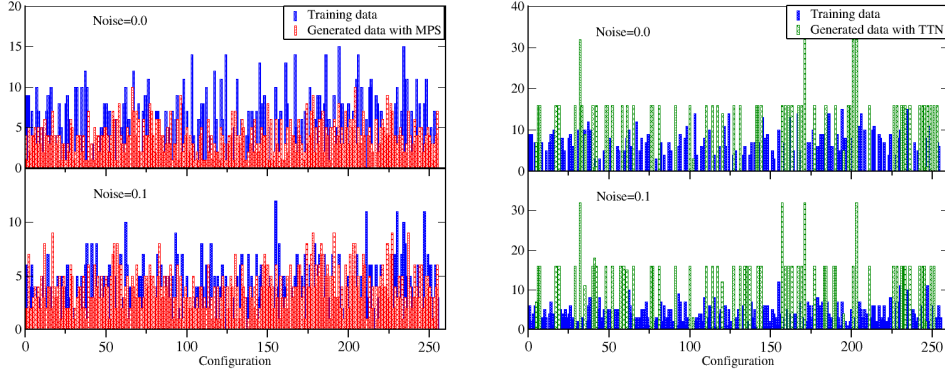 Noise=0.0
Training data
Generated data with MPS
20
15
10
5
0
Noise=0.1
10
5
0
0 50 100 150 200 250
Configuration
Noise=0.0
Training data
Generated data with TTN
40
30
20
10
0
Noise=0.1
30
20
10
0
0 50 100 150 200 250
Configuration